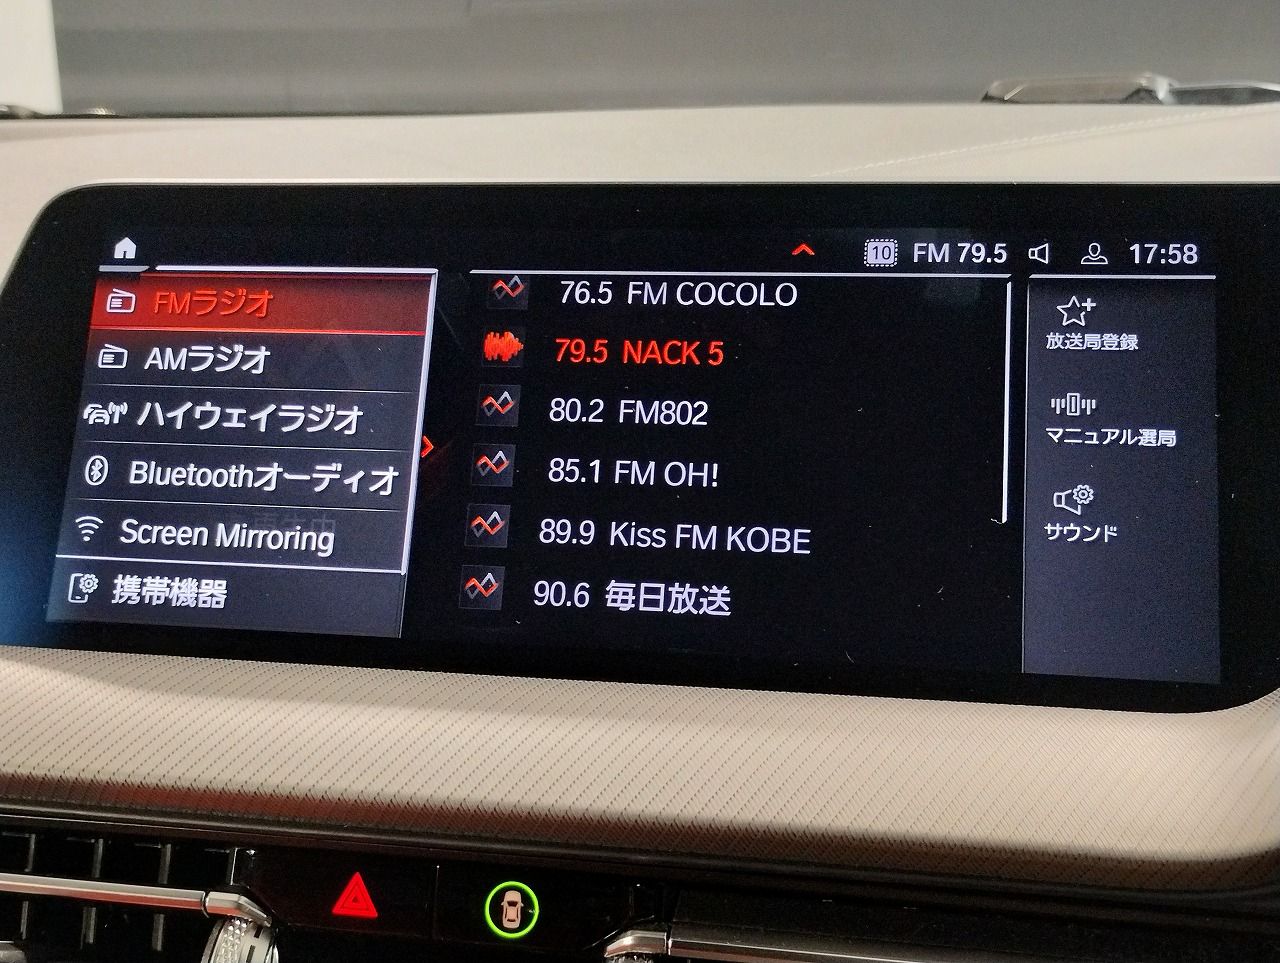 10 FM 79.5 17:58
FMラジオ
AMラジオ
ハイウェイラジオ
Bluetoothオーディオ
Screen Mirroring
携帯機器
76.5 FM COCOLO
79.5 NACK 5
80.2 FM802
85.1 FM OH!
89.9 Kiss FM KOBE
90.6 毎日放送
放送局登録
マニュアル選局
サウンド